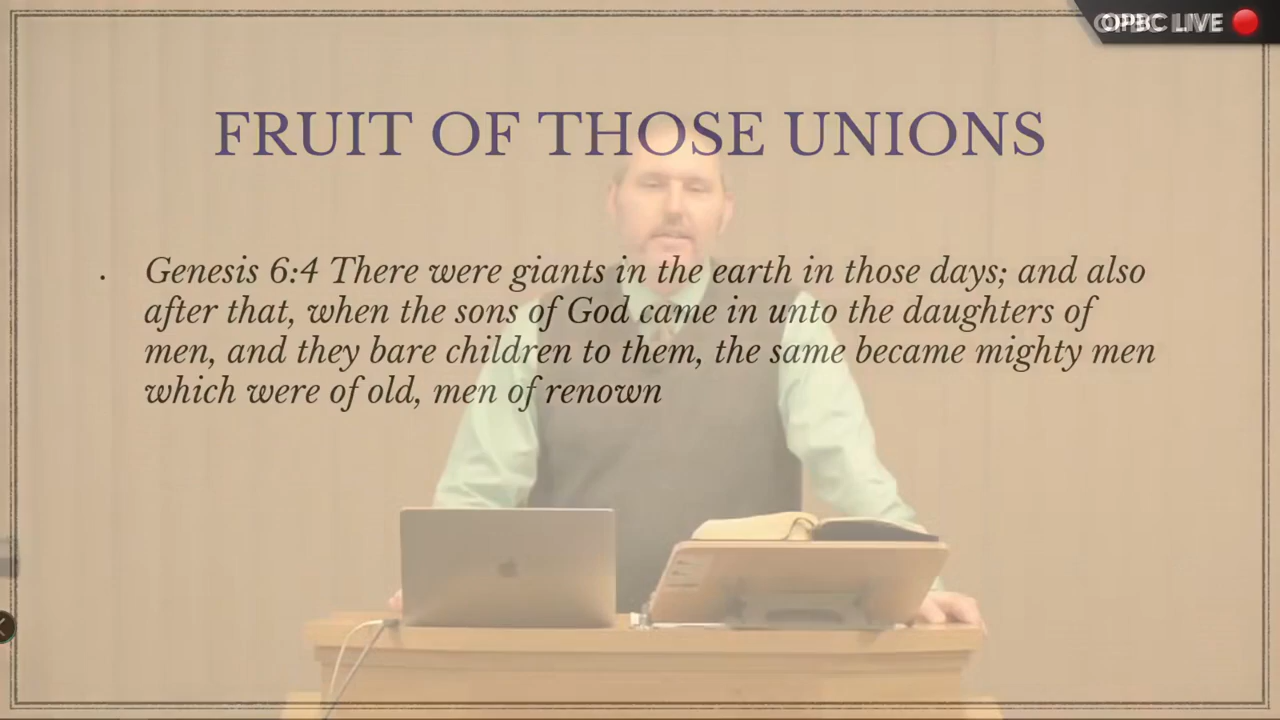 OPBC LIVE
FRUIT OF THOSE UNIONS
. Genesis 6:4 There were giants in the earth in those days; and also
after that, when the sons of God came in unto the daughters of
men, and they bare children to them, the same became mighty men
which were of old, men of renown